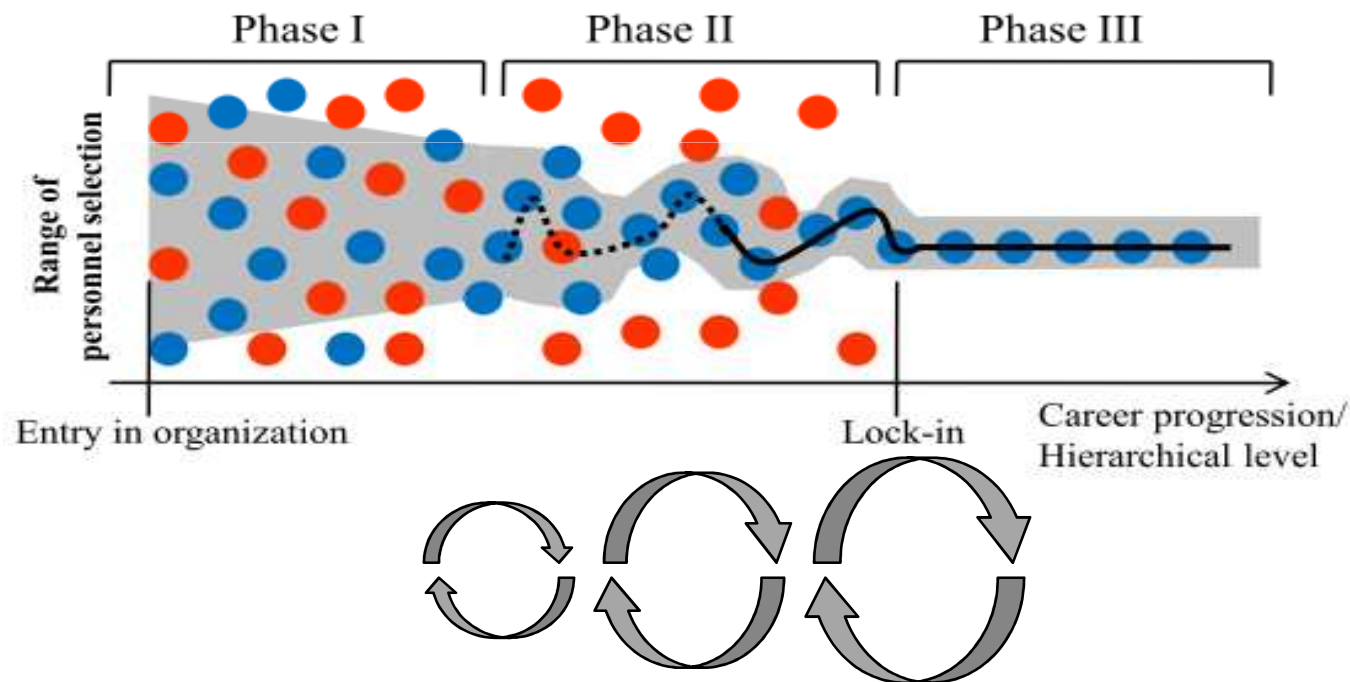 Phase I
Phase II
Phase III
Range of
personnel selection
Entry in organization
Lock-in
Career progression/
Hierarchical level